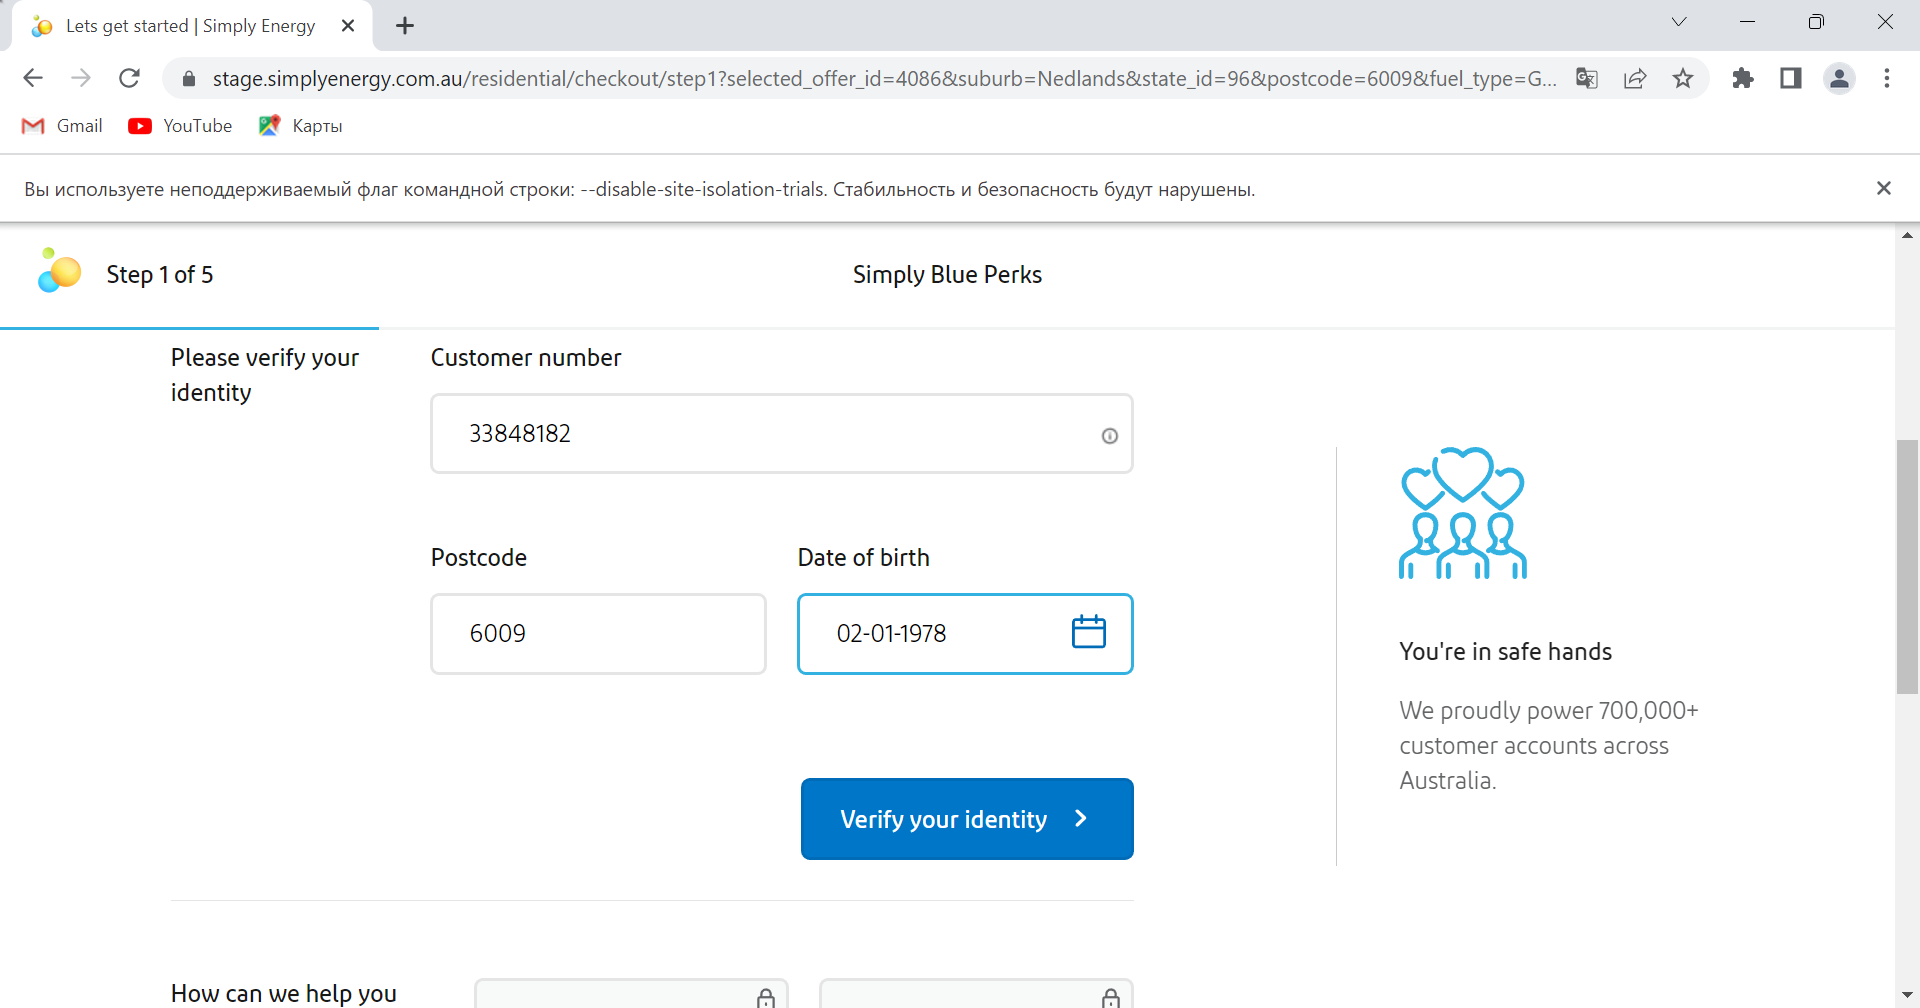 Lets get started | Simply Energy
stage.simplyenergy.com.au/residential/checkout/step1?selected_offer_id=4086&suburb=Nedlands&state_id=96&postcode=6009&fuel_type=G...
Gmail
YouTube
Карты
Вы используете неподдерживаемый флаг командной строки: --disable-site-isolation-trials. Стабильность и безопасность будут нарушены.
Step 1 of 5
Simply Blue Perks
Please verify your
identity
Customer number
33848182
Postcode
Date of birth
6009
02-01-1978
Verify your identity
You're in safe hands
We proudly power 700,000+
customer accounts across
Australia.
How can we help you